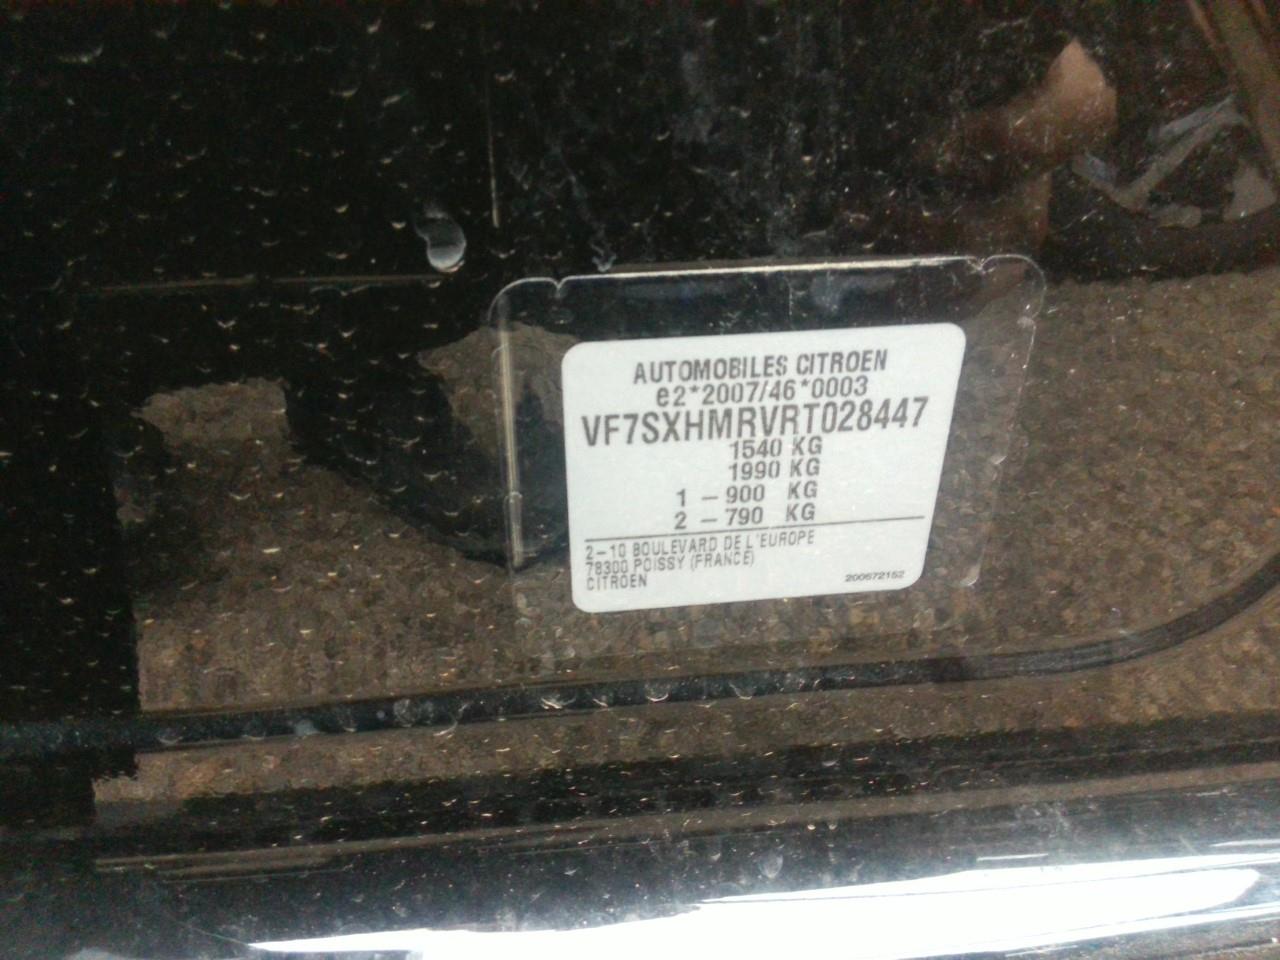 AUTOMOBILES CITROEN
e2*2007/46*0003
VF7SXHMRVRT028447
1540 KG
1990 KG
1 - 900 KG
2 - 790 KG
2-10 BOULEVARD DE L'EUROPE
78300 POISSY (FRANCE)
CITROEN
200672152